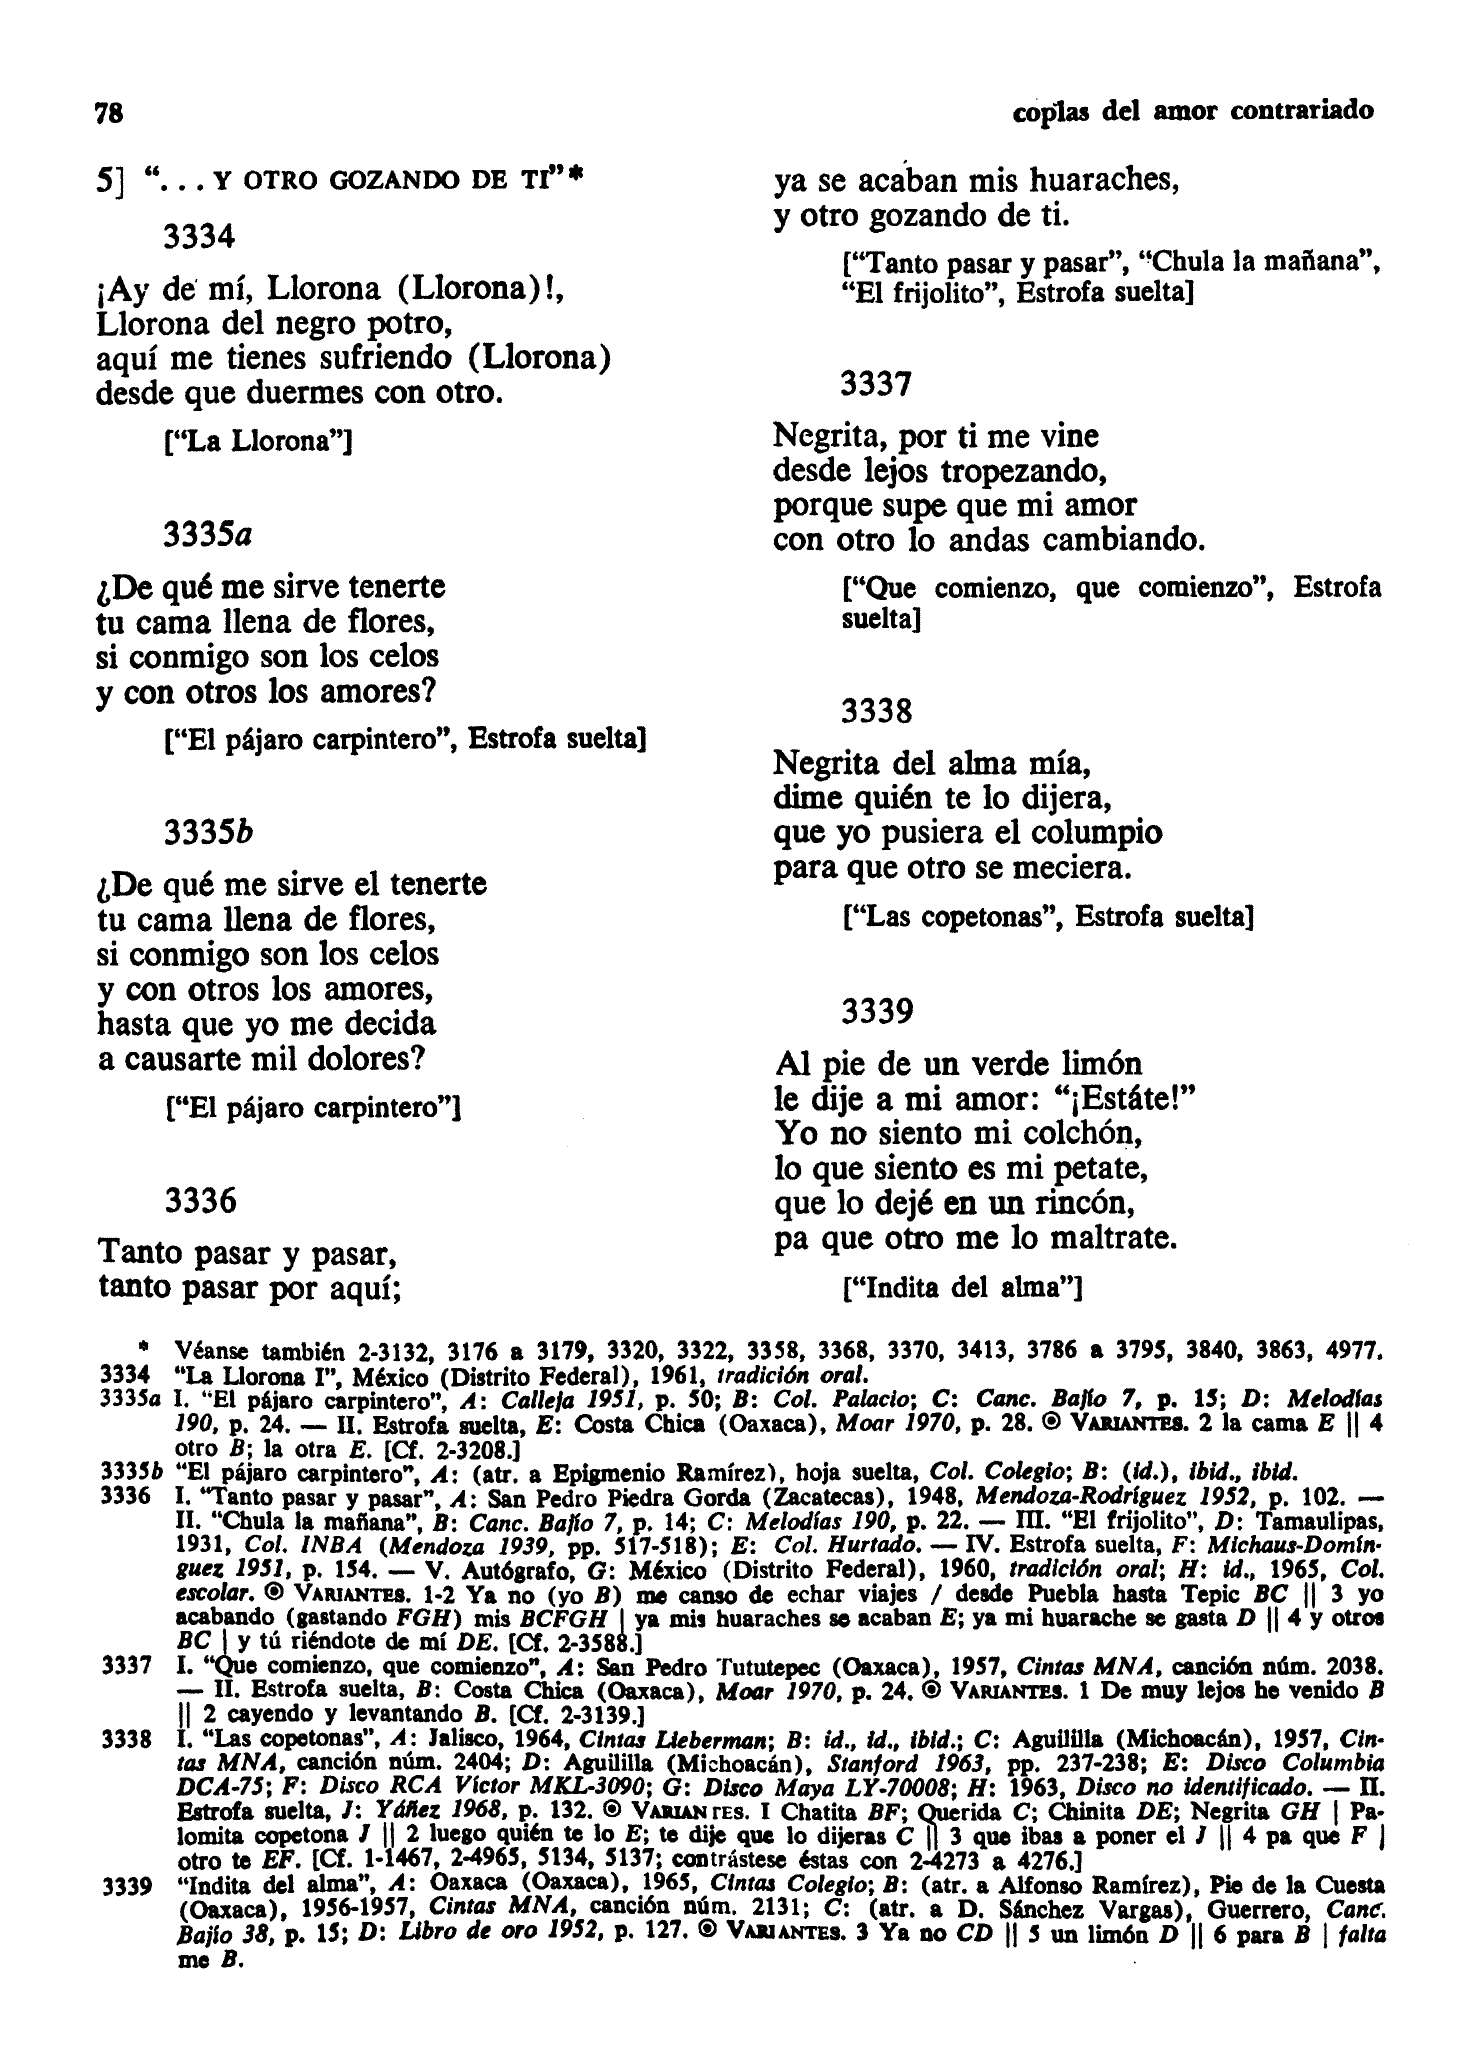 78
coplas del amor contrariado
5] “. . . Y OTRO GOZANDO DE TI”*
3334
¡Ay de mí, Llorona (Llorona)!,
Llorona del negro potro,
aquí me tienes sufriendo (Llorona)
desde que duermes con otro.
[“La Llorona”]
3335a
¿De qué me sirve tenerte
tu cama llena de flores,
si conmigo son los celos
y con otros los amores?
[“El pájaro carpintero”, Estrofa suelta]
3335b
¿De qué me sirve el tenerte
tu cama llena de flores,
si conmigo son los celos
y con otros los amores,
hasta que yo me decida
a causarte mil dolores?
[“El pájaro carpintero”]
3336
Tanto pasar y pasar,
tanto pasar por aquí;
ya se acaban mis huaraches,
y otro gozando de ti.
[“Tanto pasar y pasar”, “Chula la mañana”,
“El frijolito”, Estrofa suelta]
3337
Negrita, por ti me vine
desde lejos tropezando,
porque supe que mi amor
con otro lo andas cambiando.
[“Que comienzo, que comienzo”, Estrofa
suelta]
3338
Negrita del alma mía,
dime quién te lo dijera,
que yo pusiera el columpio
para que otro se meciera.
[“Las copetonas”, Estrofa suelta]
3339
Al pie de un verde limón
le dije a mi amor: “¡Estáte!”
Yo no siento mi colchón,
lo que siento es mi petate,
que lo dejé en un rincón,
pa que otro me lo maltrate.
[“Indita del alma”]
* Véanse también 2-3132, 3176 a 3179, 3320, 3322, 3358, 3368, 3370, 3413, 3786 a 3795, 3840, 3863, 4977.
3334 “La Llorona I”, México (Distrito Federal), 1961, tradición oral.
3335a I. “El pájaro carpintero”, A: Calleja 1951, p. 50; B: Col. Palacio; C: Canc. Bajío 7, p. 15; D: Melodías
190, p. 24. — II. Estrofa suelta, E: Costa Chica (Oaxaca), Moar 1970, p. 28. ® VARIANTES. 2 la cama E || 4
otro B; la otra E. [Cf. 2-3208.]
3335b “El pájaro carpintero”, A: (atr. a Epigmenio Ramírez), hoja suelta, Col. Colegio; B: (id.), ibid., ibid.
3336 I. “Tanto pasar y pasar”, A: San Pedro Piedra Gorda (Zacatecas), 1948, Mendoza-Rodríguez 1952, p. 102. —
II. “Chula la mañana”, B: Canc. Bajío 7, p. 14; C: Melodías 190, p. 22. — III. “El frijolito”, D: Tamaulipas,
1931, Col. INBA (Mendoza 1939, pp. 517-518); E: Col. Hurtado. — IV. Estrofa suelta, F: Michaus-Domín-
guez 1951, p. 154. — V. Autógrafo, G: México (Distrito Federal), 1960, tradición oral; H: id., 1965, Col.
escolar. ® VARIANTES. 1-2 Ya no (yo B) me canso de echar viajes / desde Puebla hasta Tepic BC || 3 yo
acabando (gastando FGH) mis BCFGH | ya mis huaraches se acaban E; ya mi huarache se gasta D || 4 y otros
BC | y tú riéndote de mí DE. [Cf. 2-3588.]
3337 I. “Que comienzo, que comienzo”, A: San Pedro Tututepec (Oaxaca), 1957, Cintas MNA, canción núm. 2038.
— II. Estrofa suelta, B: Costa Chica (Oaxaca), Moar 1970, p. 24. ® VARIANTES. 1 De muy lejos he venido B
|| 2 cayendo y levantando B. [Cf. 2-3139.]
3338 I. “Las copetonas”, A: Jalisco, 1964, Cintas Lieberman; B: id., id., ibid.; C: Aguililla (Michoacán), 1957, Cin-
tas MNA, canción núm. 2404; D: Aguililla (Michoacán), Stanford 1963, pp. 237-238; E: Disco Columbia
DCA-75; F: Disco RCA Víctor MKL-3090; G: Disco Maya LY-70008; H: 1963, Disco no identificado. — II.
Estrofa suelta, J: Yáñez 1968, p. 132. ® VARIANTES. I Chatita BF; Querida C; Chinita DE; Negrita GH | Pa-
lomita copetona J || 2 luego quién te lo E; te dije que lo dijeras C || 3 que ibas a poner el J || 4 pa que F |
otro te EF. [Cf. 1-1467, 2-4965, 5134, 5137; contrástese éstas con 2-4273 a 4276.]
3339 “Indita del alma”, A: Oaxaca (Oaxaca), 1965, Cintas Colegio; B: (atr. a Alfonso Ramírez), Pie de la Cuesta
(Oaxaca), 1956-1957, Cintas MNA, canción núm. 2131; C: (atr. a D. Sánchez Vargas), Guerrero, Canc.
Bajío 38, p. 15; D: Libro de oro 1952, p. 127. ® VARIANTES. 3 Ya no CD || 5 un limón D || 6 para B | falta
me B.